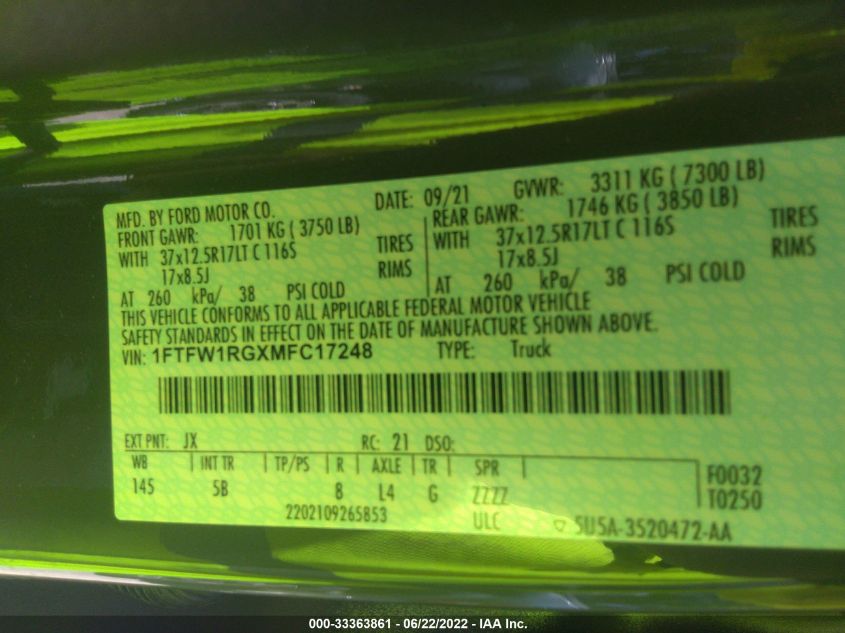 MFD. BY FORD MOTOR CO. DATE: 09/21 GVWR: 3311 KG ( 7300 LB)
FRONT GAWR: 1701 KG ( 3750 LB) REAR GAWR: 1746 KG ( 3850 LB)
WITH 37x12.5R17LT C 116S TIRES WITH 37x12.5R17LT C 116S TIRES
17x8.5J RIMS 17x8.5J RIMS
AT 260 kPa/ 38 PSI COLD AT 260 kPa/ 38 PSI COLD
THIS VEHICLE CONFORMS TO ALL APPLICABLE FEDERAL MOTOR VEHICLE
SAFETY STANDARDS IN EFFECT ON THE DATE OF MANUFACTURE SHOWN ABOVE.
VIN: 1FTFW1RGXMFC17248 TYPE: Truck
EXT PNT: JX RC: 21 DSO:
WB INT TR TP/PS R AXLE TR SPR F0032
145 5B 8 L4 G ZZZZ T0250
2202109265853 ULC 5U5A-3520472-AA
000-33363861 - 06/22/2022 - IAA Inc.